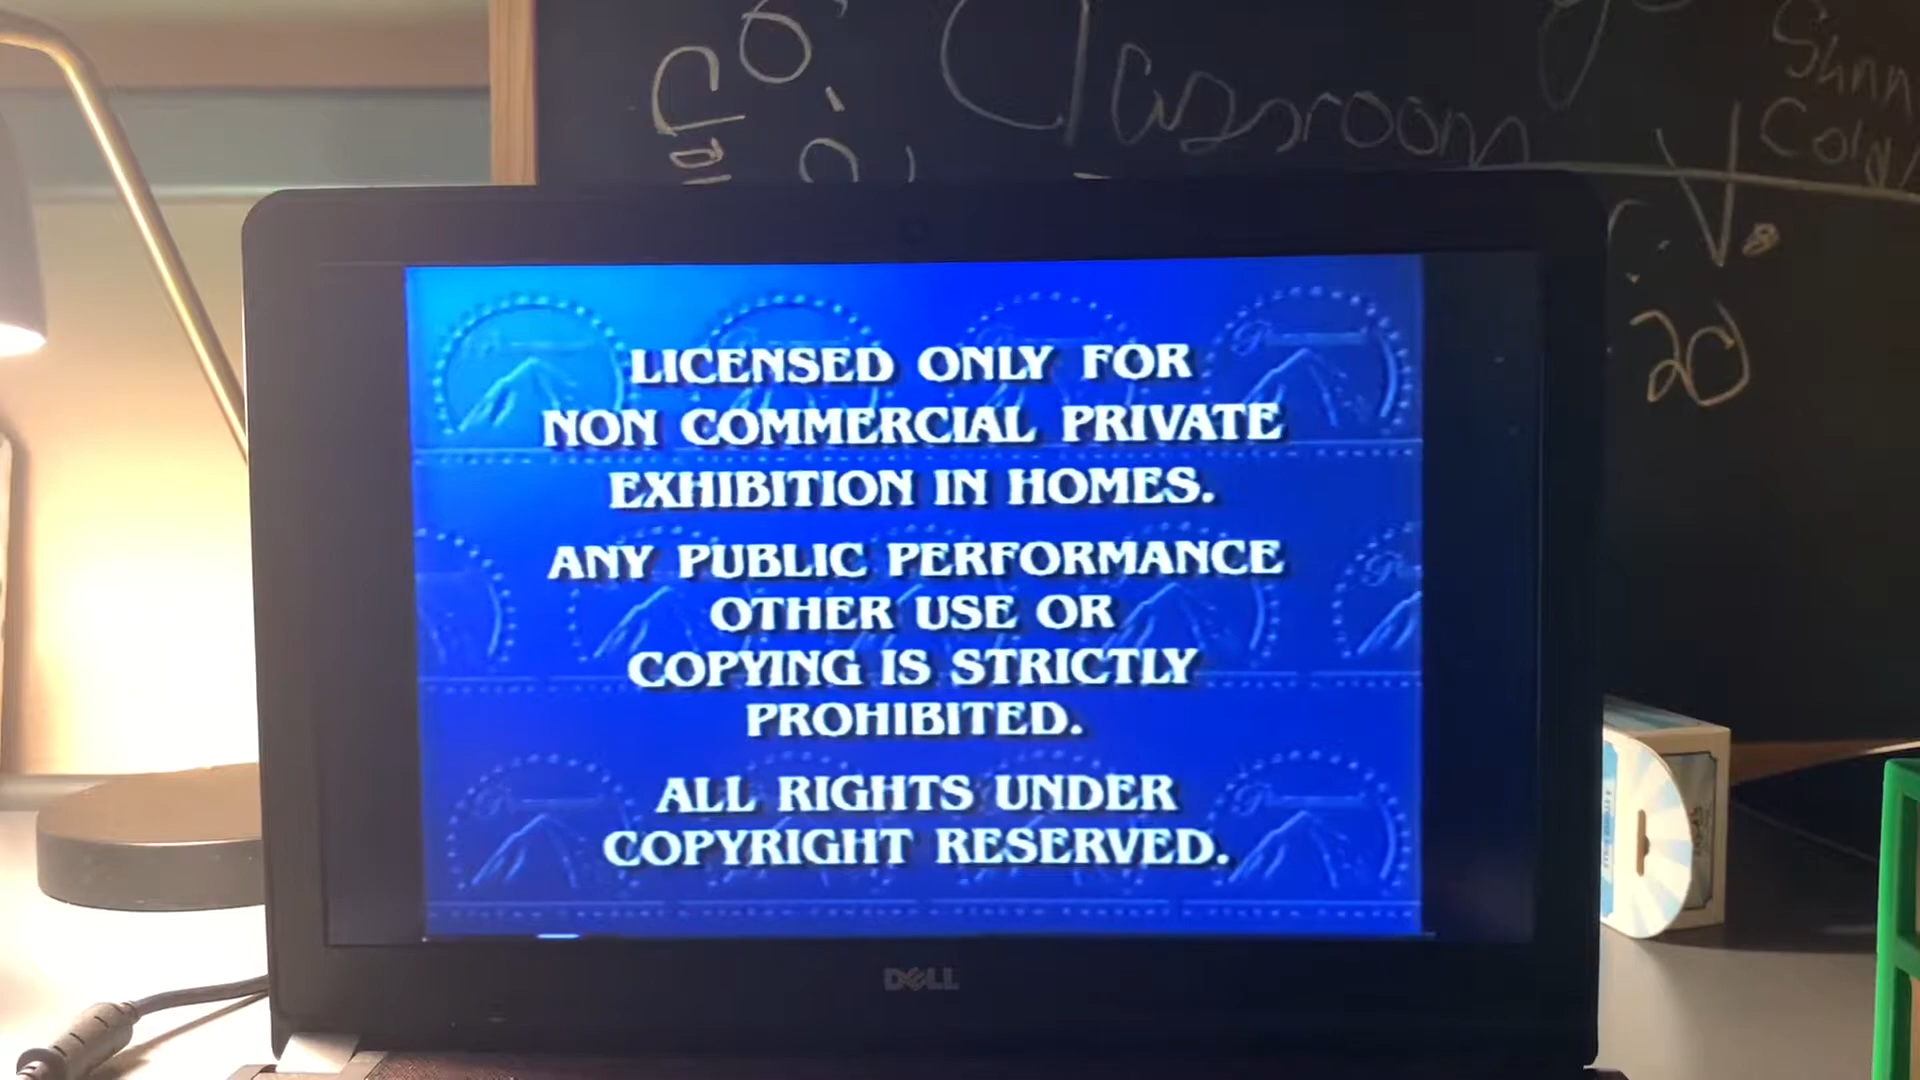 Classroom
LICENSED ONLY FOR
NON COMMERCIAL PRIVATE
EXHIBITION IN HOMES.
ANY PUBLIC PERFORMANCE
OTHER USE OR
COPYING IS STRICTLY
PROHIBITED.
ALL RIGHTS UNDER
COPYRIGHT RESERVED.
DELL